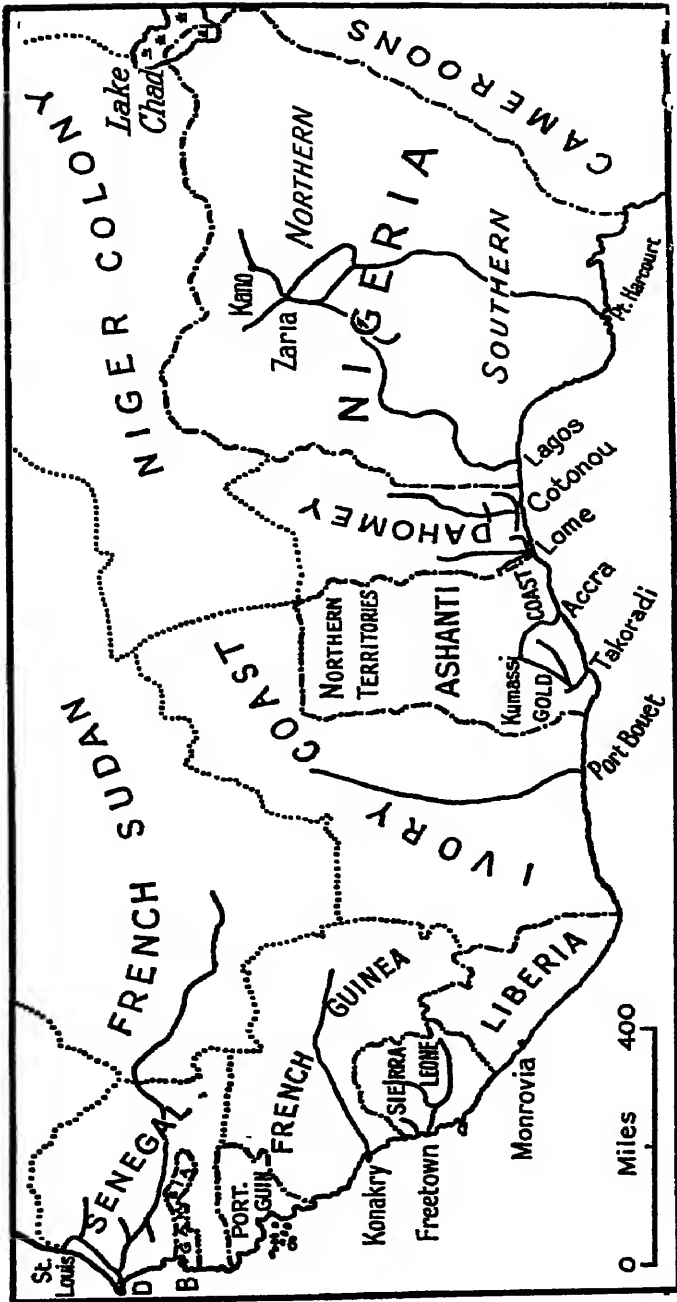 St.
Louis
D
B
SENEGAL
GAMBIA
PORT.
GUIN.
FRENCH SUDAN
NIGER COLONY
Lake
Chad
FRENCH
GUINEA
Konakry
SIERRA
LEONE
Freetown
LIBERIA
Monrovia
IVORY COAST
Port Bouet
NORTHERN
TERRITORIES
ASHANTI
Kumassi
GOLD COAST
Takoradi
Accra
DAHOMEY
Lome
Cotonou
Lagos
Kano
Zaria
NORTHERN
NIGERIA
SOUTHERN
Pt. Harcourt
CAMEROONS
0 Miles 400